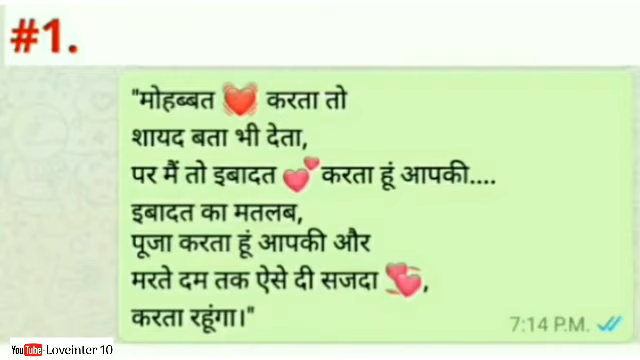 #1.
"मोहब्बत 💓 करता तो
शायद बता भी देता,
पर मैं तो इबादत 💕 करता हूं आपकी....
इबादत का मतलब,
पूजा करता हूं आपकी और
मरते दम तक ऐसे दी सजदा 💞,
करता रहूंगा।"
7:14 P.M.
YouTube-Loveinter 10